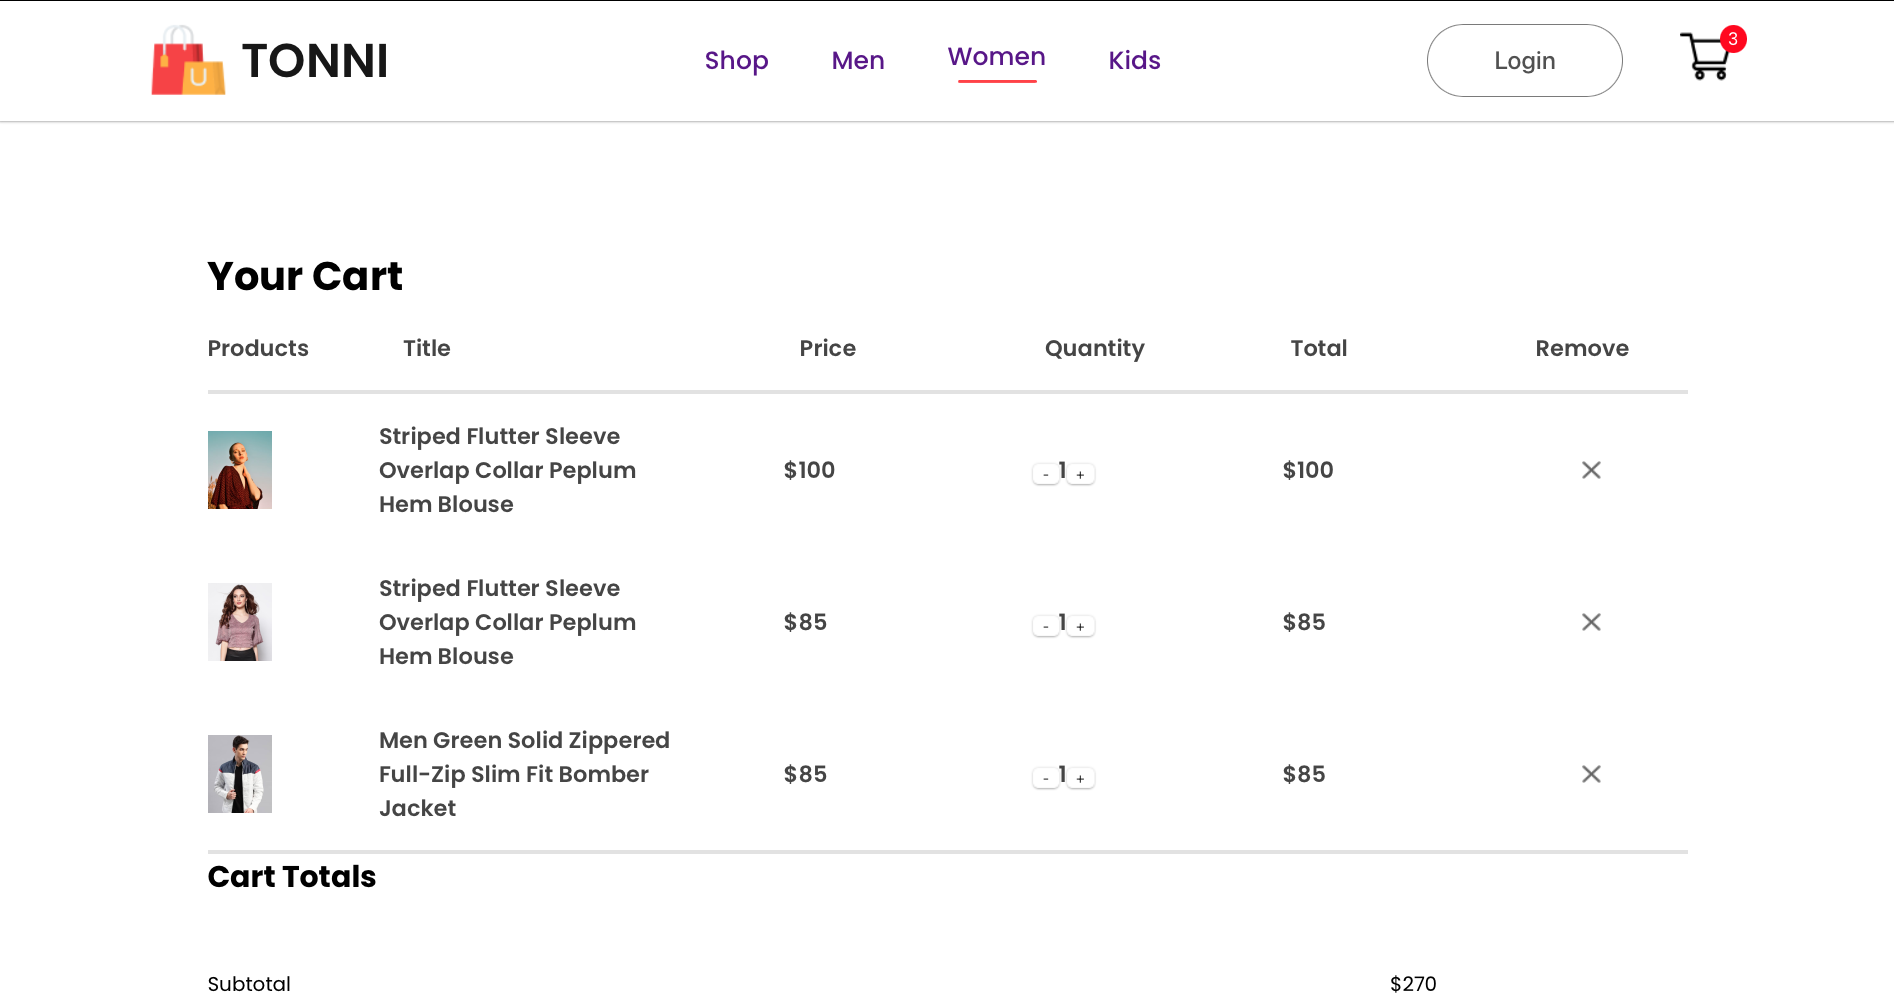 U TONNI Shop Men Women Kids Login 3
Your Cart
Products Title Price Quantity Total Remove
Striped Flutter Sleeve
Overlap Collar Peplum
Hem Blouse
$100 - 1 + $100
Striped Flutter Sleeve
Overlap Collar Peplum
Hem Blouse
$85 - 1 + $85
Men Green Solid Zippered
Full-Zip Slim Fit Bomber
Jacket
$85 - 1 + $85
Cart Totals
Subtotal $270